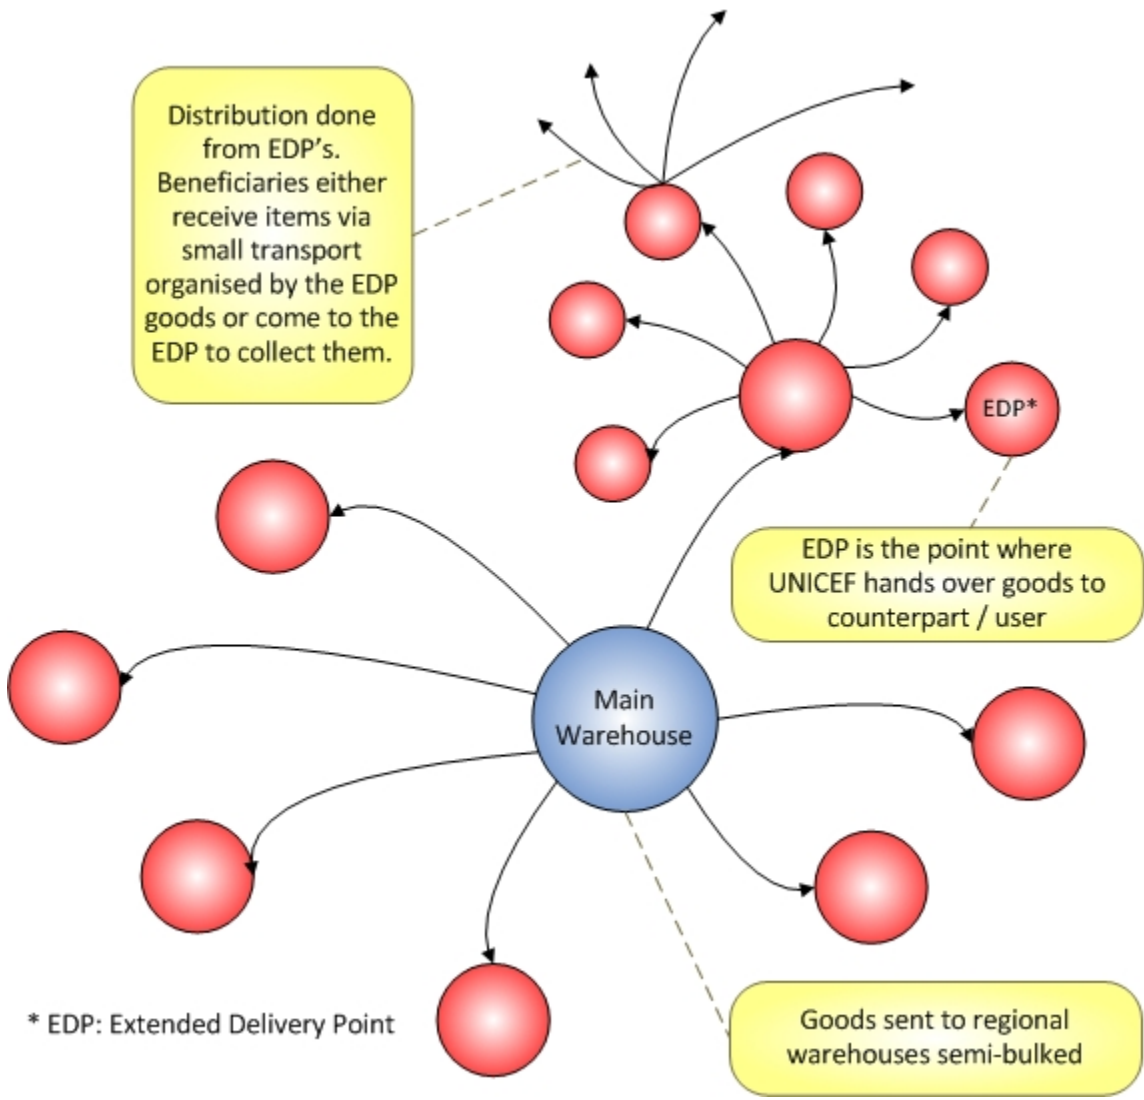 Distribution done
from EDP's.
Beneficiaries either
receive items via
small transport
organised by the EDP
goods or come to the
EDP to collect them.
EDP*
EDP is the point where
UNICEF hands over goods to
counterpart / user
Main
Warehouse
Goods sent to regional
warehouses semi-bulked
* EDP: Extended Delivery Point